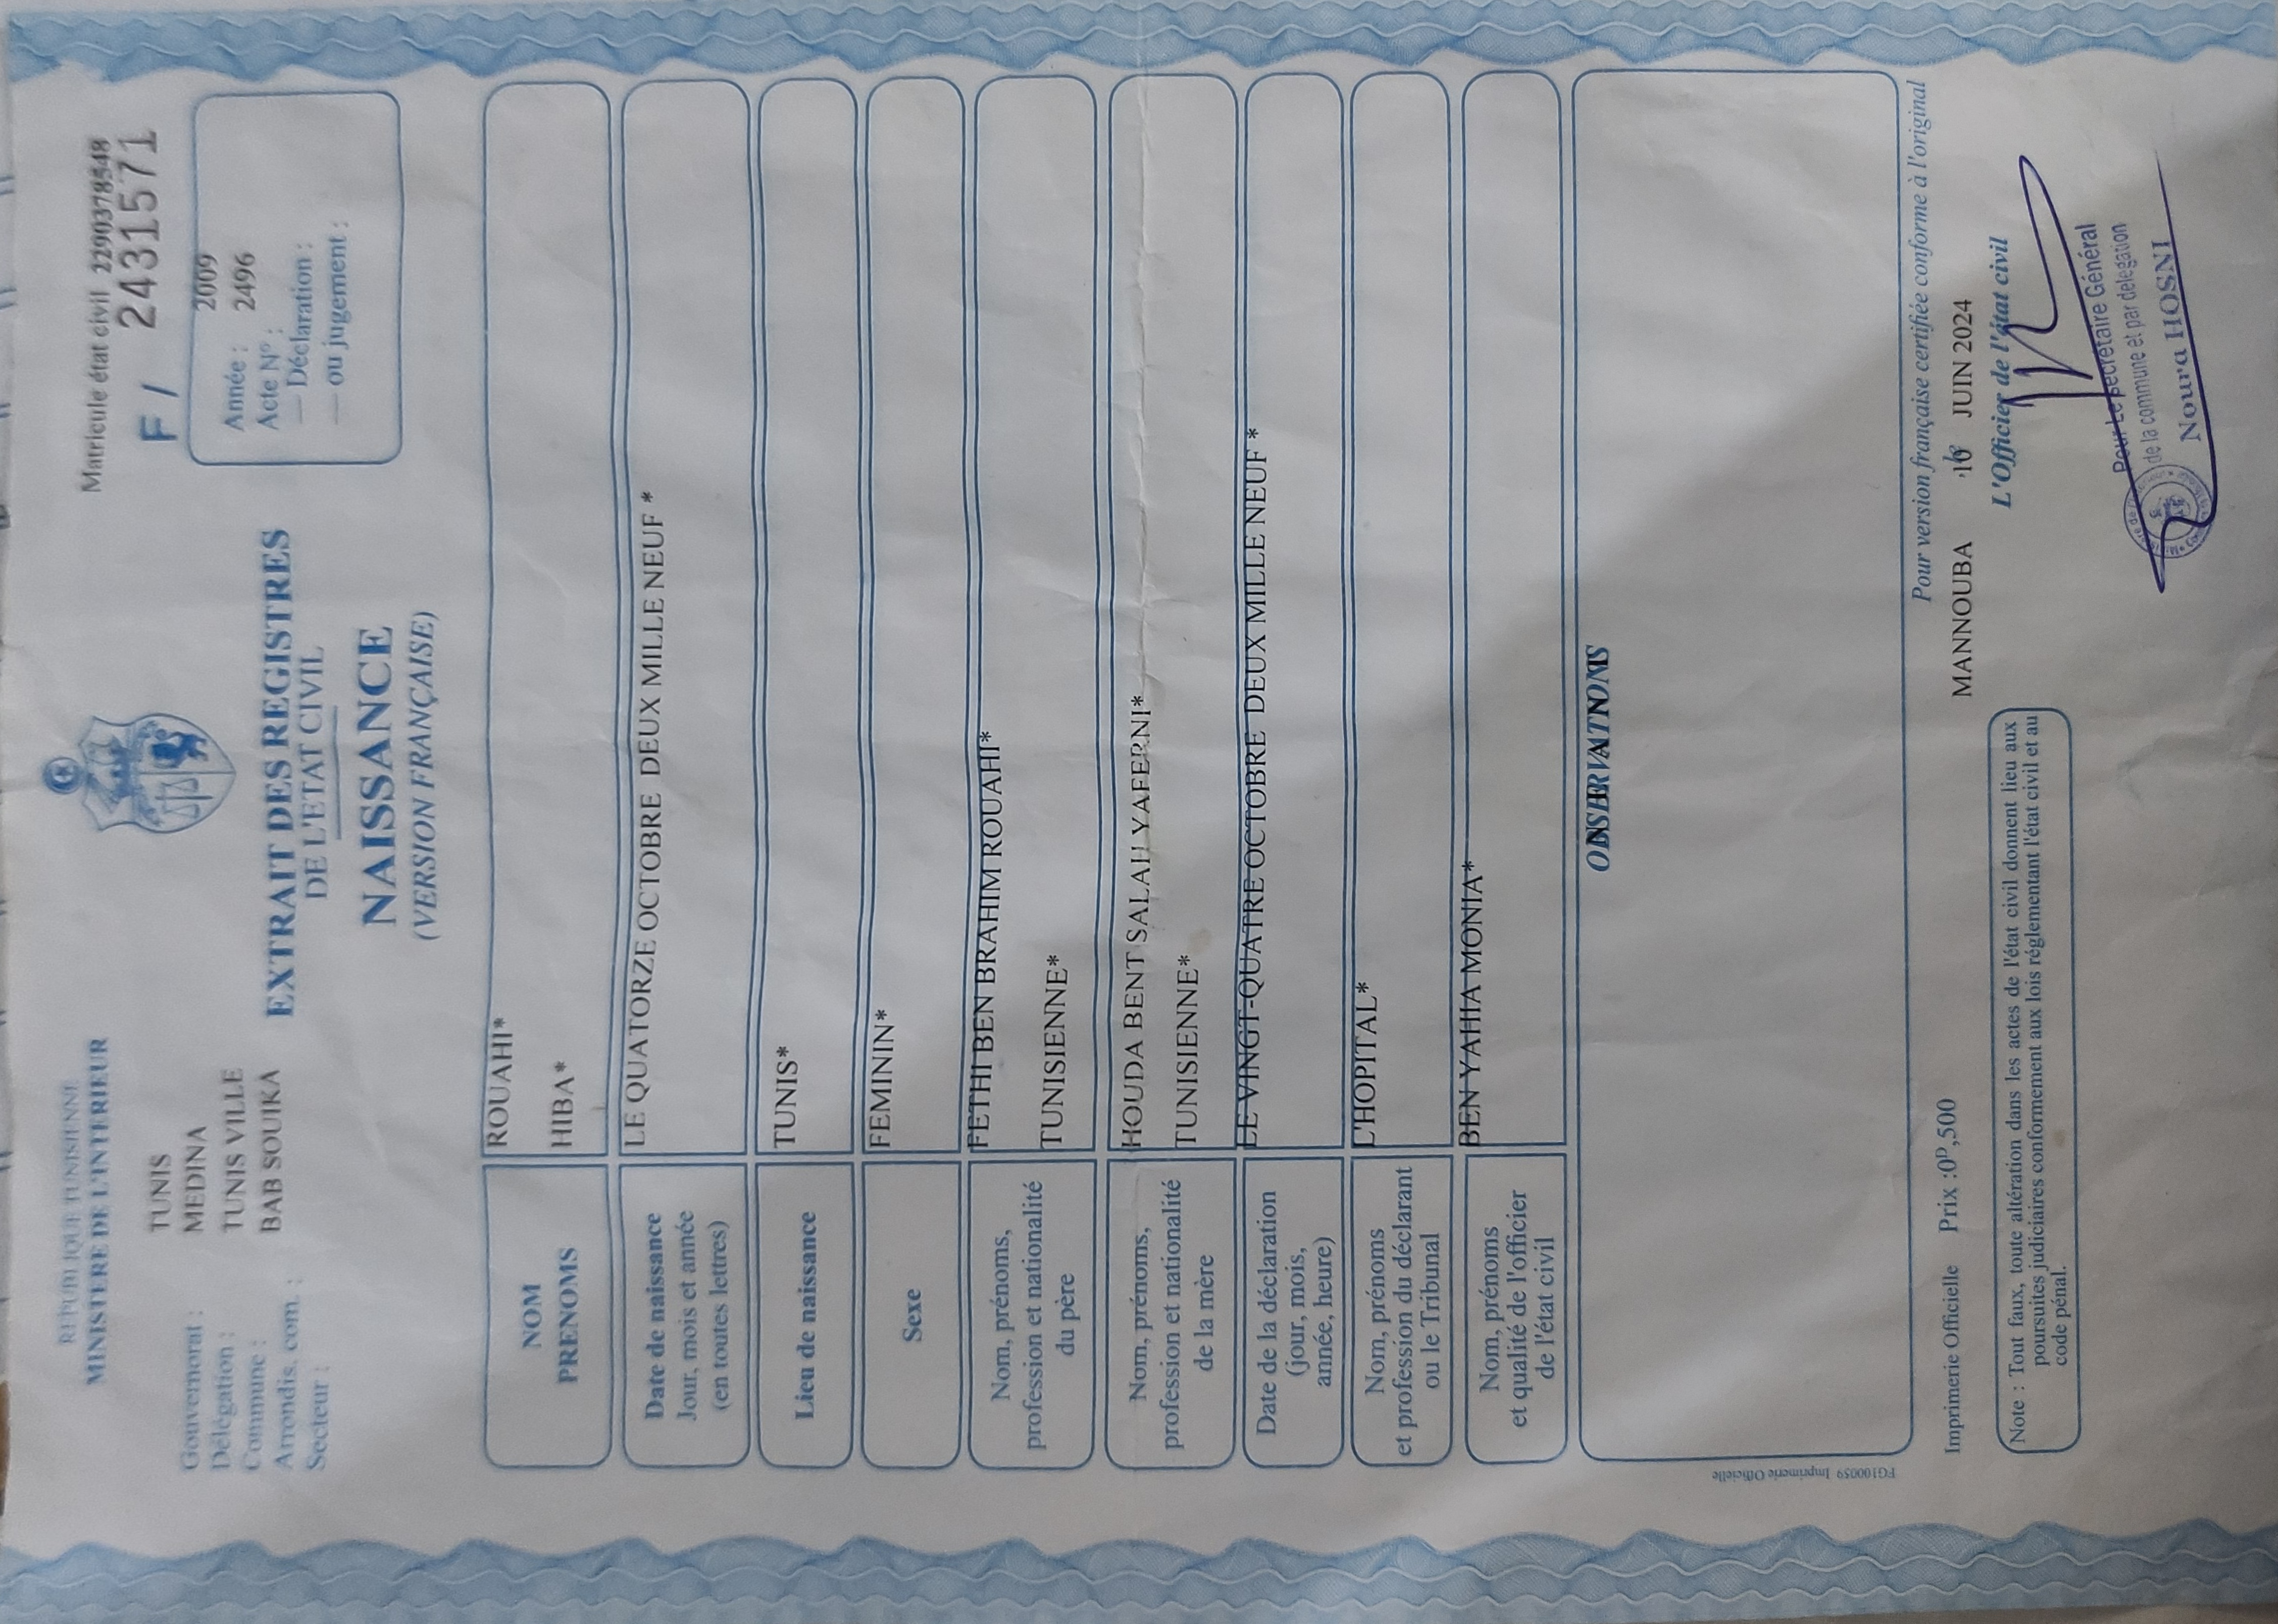 REPUBLIQUE TUNISIENNE
MINISTERE DE L'INTERIEUR
Gouvernorat : TUNIS
Délégation : MEDINA
Commune : TUNIS VILLE
Arrondis. com. : BAB SOUIKA
Secteur :
Matricule état civil 22909378548
F / 2431571
Année : 2009
Acte N° : 2496
— Déclaration :
— ou jugement :
EXTRAIT DES REGISTRES
DE L'ETAT CIVIL
NAISSANCE
(VERSION FRANÇAISE)
NOM ROUAHI*
PRENOMS HIBA*
Date de naissance
Jour, mois et année
(en toutes lettres)
LE QUATORZE OCTOBRE DEUX MILLE NEUF *
Lieu de naissance TUNIS*
Sexe FEMININ*
Nom, prénoms,
profession et nationalité
du père
FETHI BEN BRAHIM ROUAHI*
TUNISIENNE*
Nom, prénoms,
profession et nationalité
de la mère
HOUDA BENT SALAH YAFERNI*
TUNISIENNE*
Date de la déclaration
(jour, mois,
année, heure)
LE VINGT-QUATRE OCTOBRE DEUX MILLE NEUF *
Nom, prénoms
et profession du déclarant
ou le Tribunal
L'HOPITAL*
Nom, prénoms
et qualité de l'officier
de l'état civil
BEN YAHIA MONIA*
OBSERVATIONS
FG100059 Imprimerie Officielle
Pour version française certifiée conforme à l'original
Imprimerie Officielle Prix :0ᴰ,500
MANNOUBA le JUIN 2024
L'Officier de l'état civil
Note : Tout faux, toute altération dans les actes de l'état civil donnent lieu aux
poursuites judiciaires conformement aux lois réglementant l'état civil et au
code pénal.
Pour Le Secrétaire Général
de la commune et par delegation
Noura HOSNI